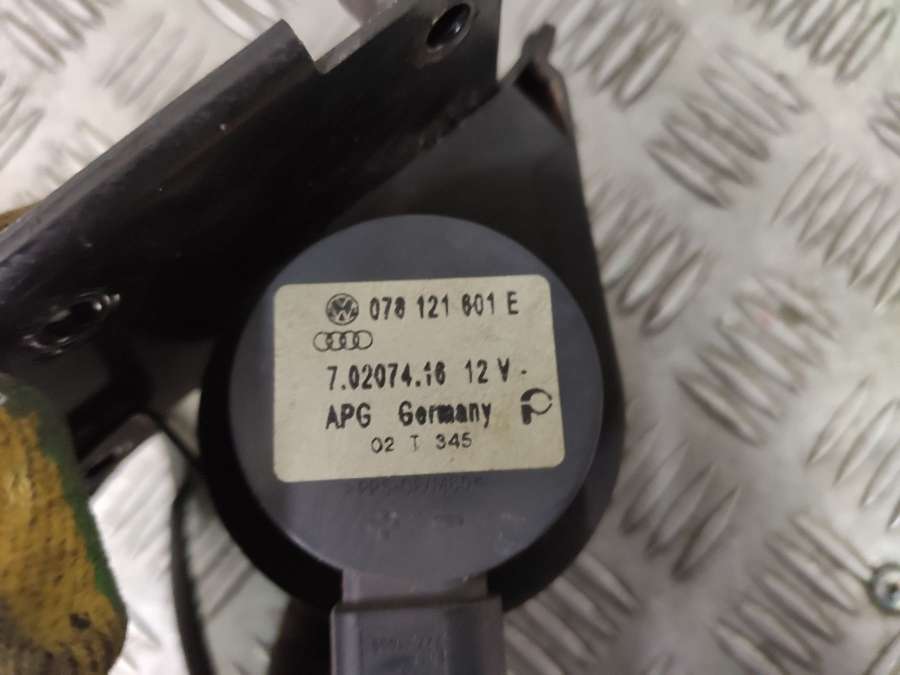 078 121 601 E
7.02074.16 12 V-
APG Germany
02 T 345